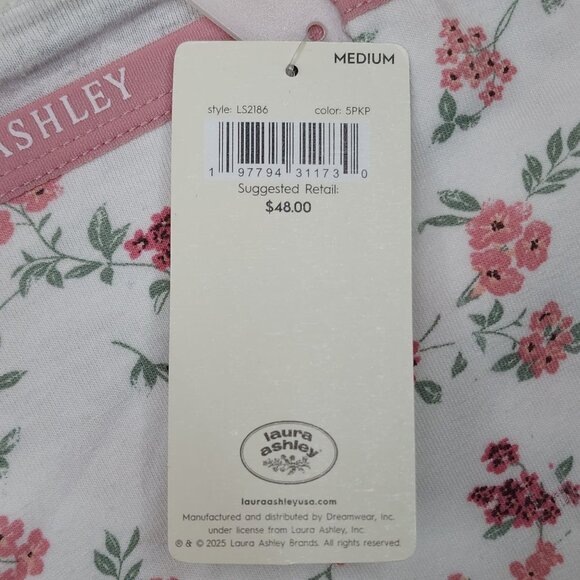 ASHLEY
MEDIUM
style: LS2186 color: 5PKP
1 97794 31173 0
Suggested Retail:
$48.00
laura
ashley
lauraashleyusa.com
Manufactured and distributed by Dreamwear, Inc.
under license from Laura Ashley, Inc.
® & © 2025 Laura Ashley Brands. All rights reserved.